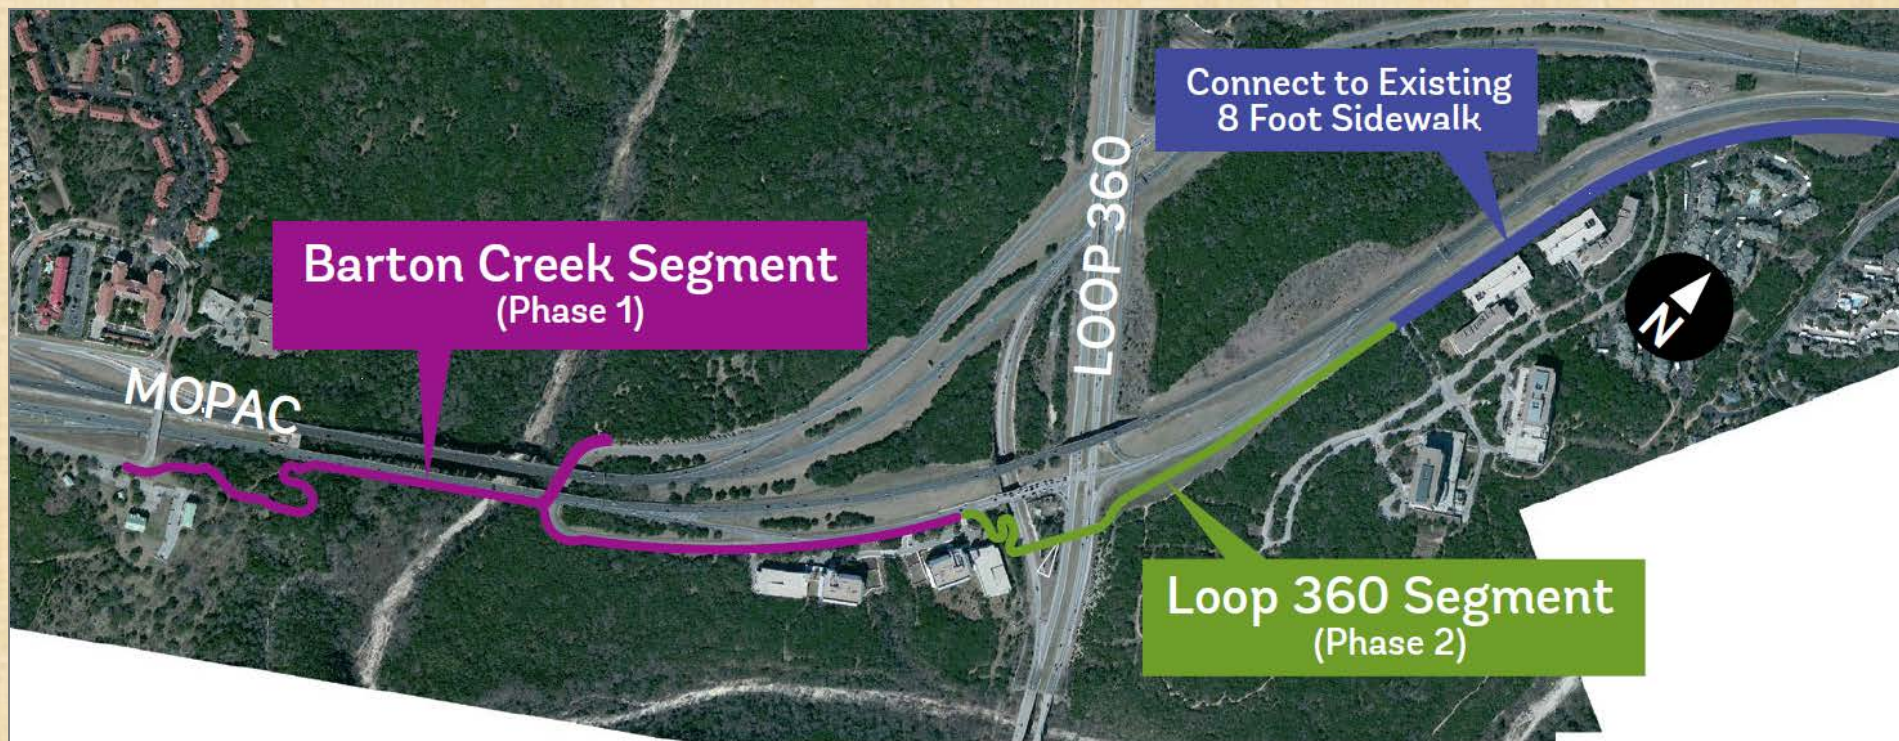 Connect to Existing
8 Foot Sidewalk
LOOP 360
Barton Creek Segment
(Phase 1)
MOPAC
N
Loop 360 Segment
(Phase 2)